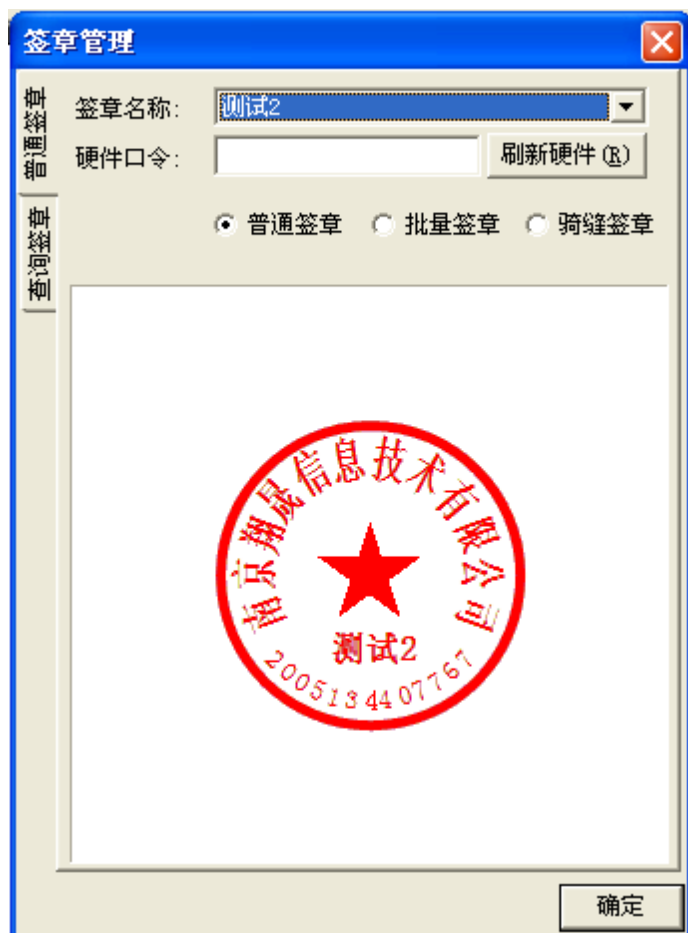 签章管理
普通签章
查询签章
签章名称:
测试2
硬件口令:
刷新硬件(R)
普通签章
批量签章
骑缝签章
南京翔晟信息技术有限公司
测试2
2005134407767
确定